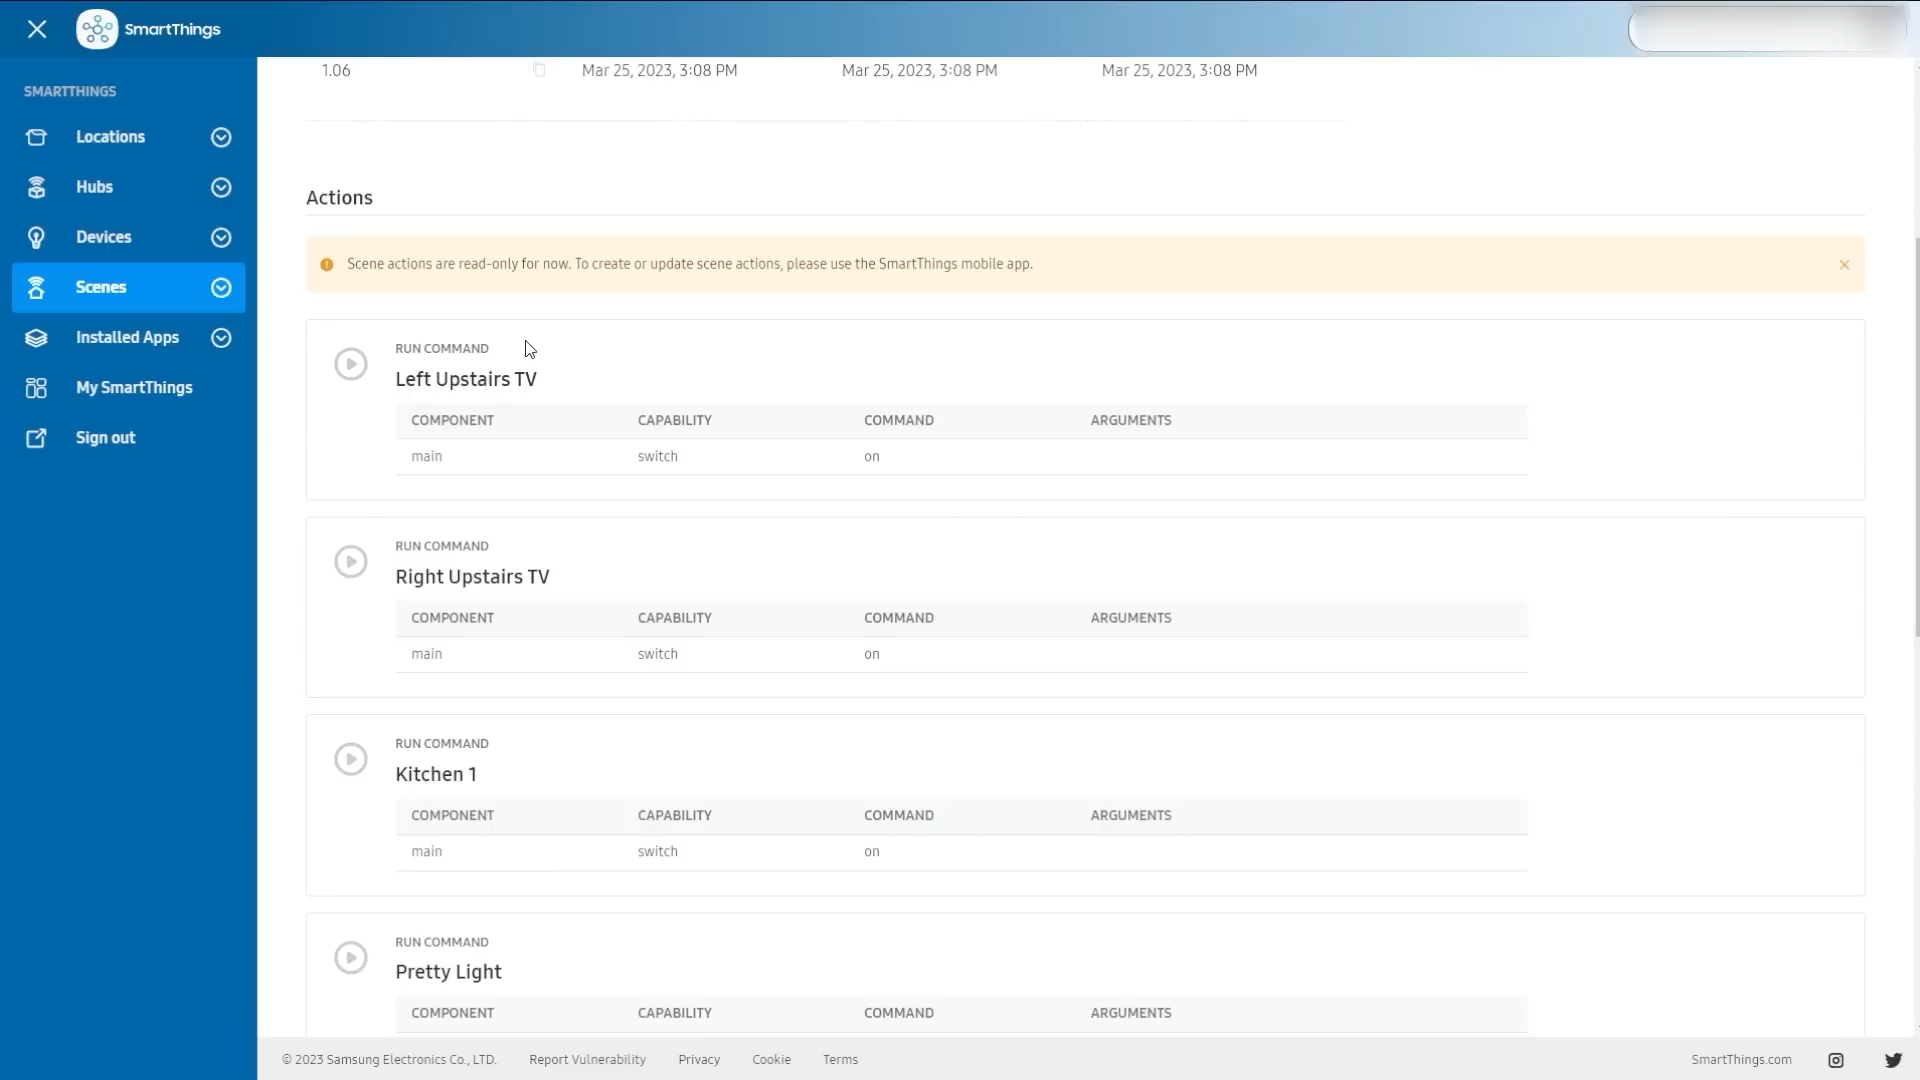 SmartThings
SMARTTHINGS
Locations
Hubs
Devices
Scenes
Installed Apps
My SmartThings
Sign out
1.06 Mar 25, 2023, 3:08 PM Mar 25, 2023, 3:08 PM Mar 25, 2023, 3:08 PM
Actions
Scene actions are read-only for now. To create or update scene actions, please use the SmartThings mobile app.
RUN COMMAND
Left Upstairs TV
COMPONENT CAPABILITY COMMAND ARGUMENTS
main switch on
RUN COMMAND
Right Upstairs TV
COMPONENT CAPABILITY COMMAND ARGUMENTS
main switch on
RUN COMMAND
Kitchen 1
COMPONENT CAPABILITY COMMAND ARGUMENTS
main switch on
RUN COMMAND
Pretty Light
COMPONENT CAPABILITY COMMAND ARGUMENTS
© 2023 Samsung Electronics Co., LTD. Report Vulnerability Privacy Cookie Terms SmartThings.com